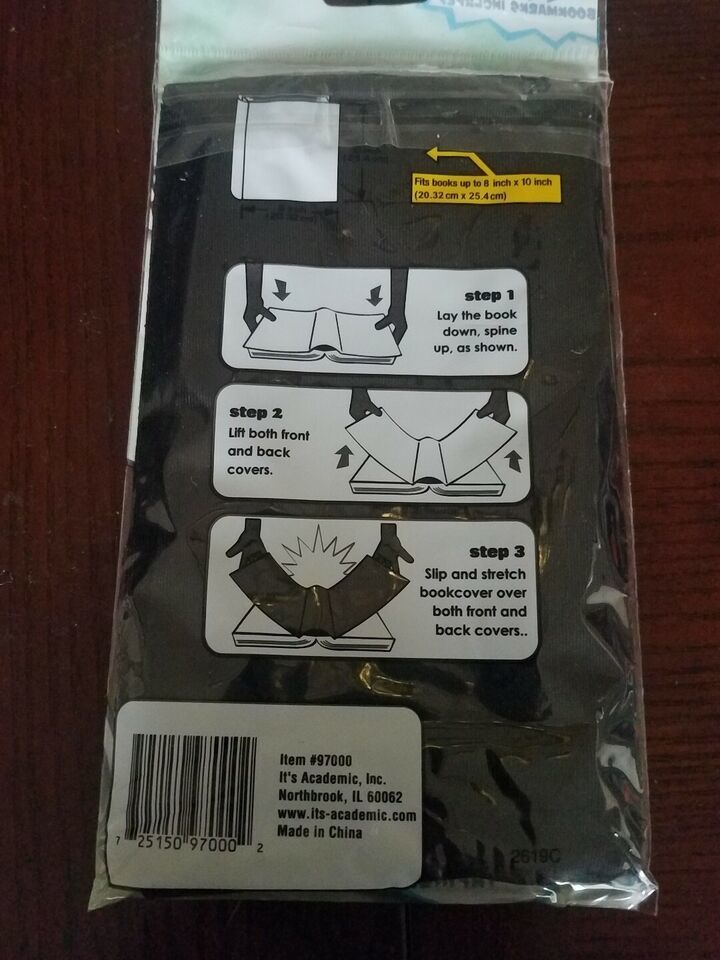 BOOKMARKS INCLUDED
Fits books up to 8 inch x 10 inch
(20.32 cm x 25.4 cm)
step 1
Lay the book
down, spine
up, as shown.
step 2
Lift both front
and back
covers.
step 3
Slip and stretch
bookcover over
both front and
back covers..
Item #97000
It's Academic, Inc.
Northbrook, IL 60062
www.its-academic.com
Made in China
7 25150 97000 2
2619C